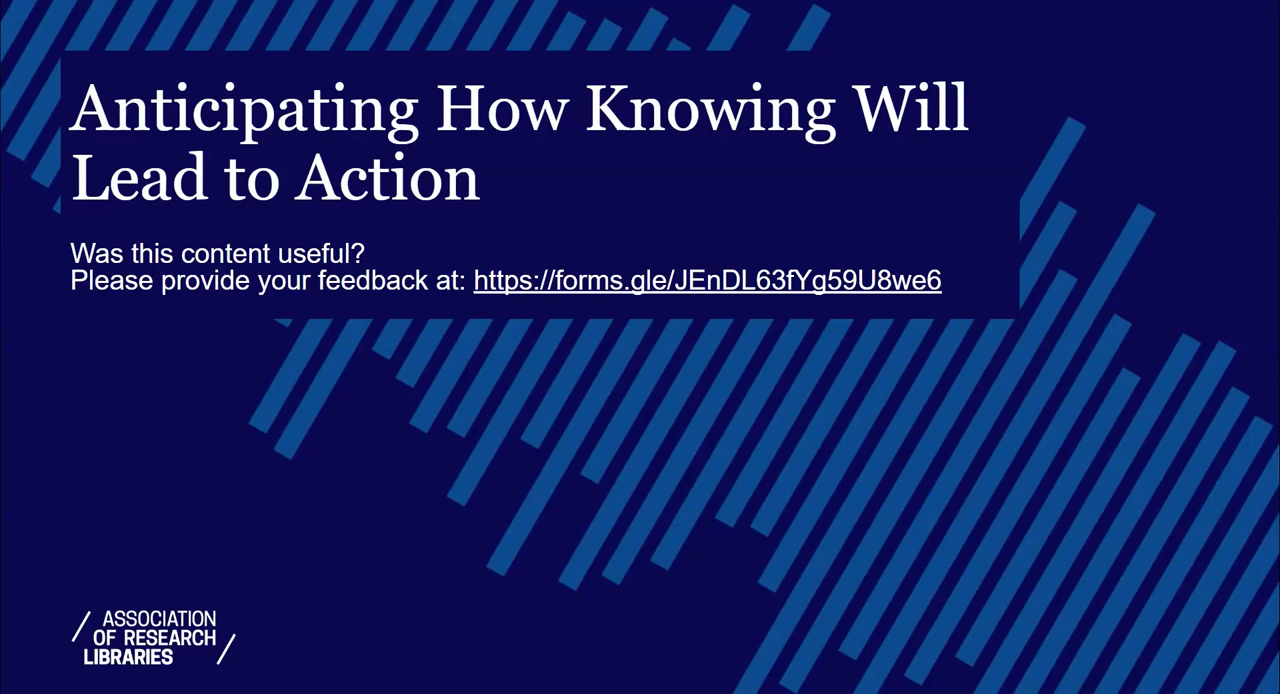 Anticipating How Knowing Will
Lead to Action
Was this content useful?
Please provide your feedback at: https://forms.gle/JEnDL63fYg59U8we6
ASSOCIATION
OF RESEARCH
LIBRARIES